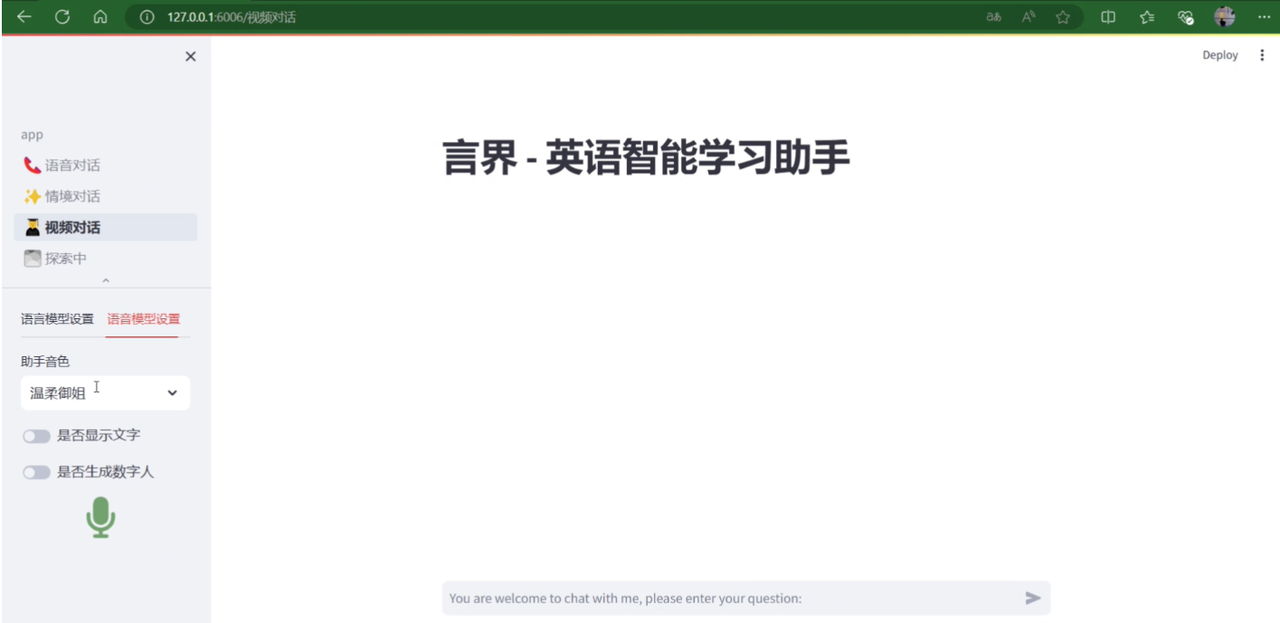 127.0.0.1:6006/视频对话
Deploy
app
语音对话
情境对话
视频对话
探索中
语言模型设置 语音模型设置
助手音色
温柔御姐
是否显示文字
是否生成数字人
言界 - 英语智能学习助手
You are welcome to chat with me, please enter your question: